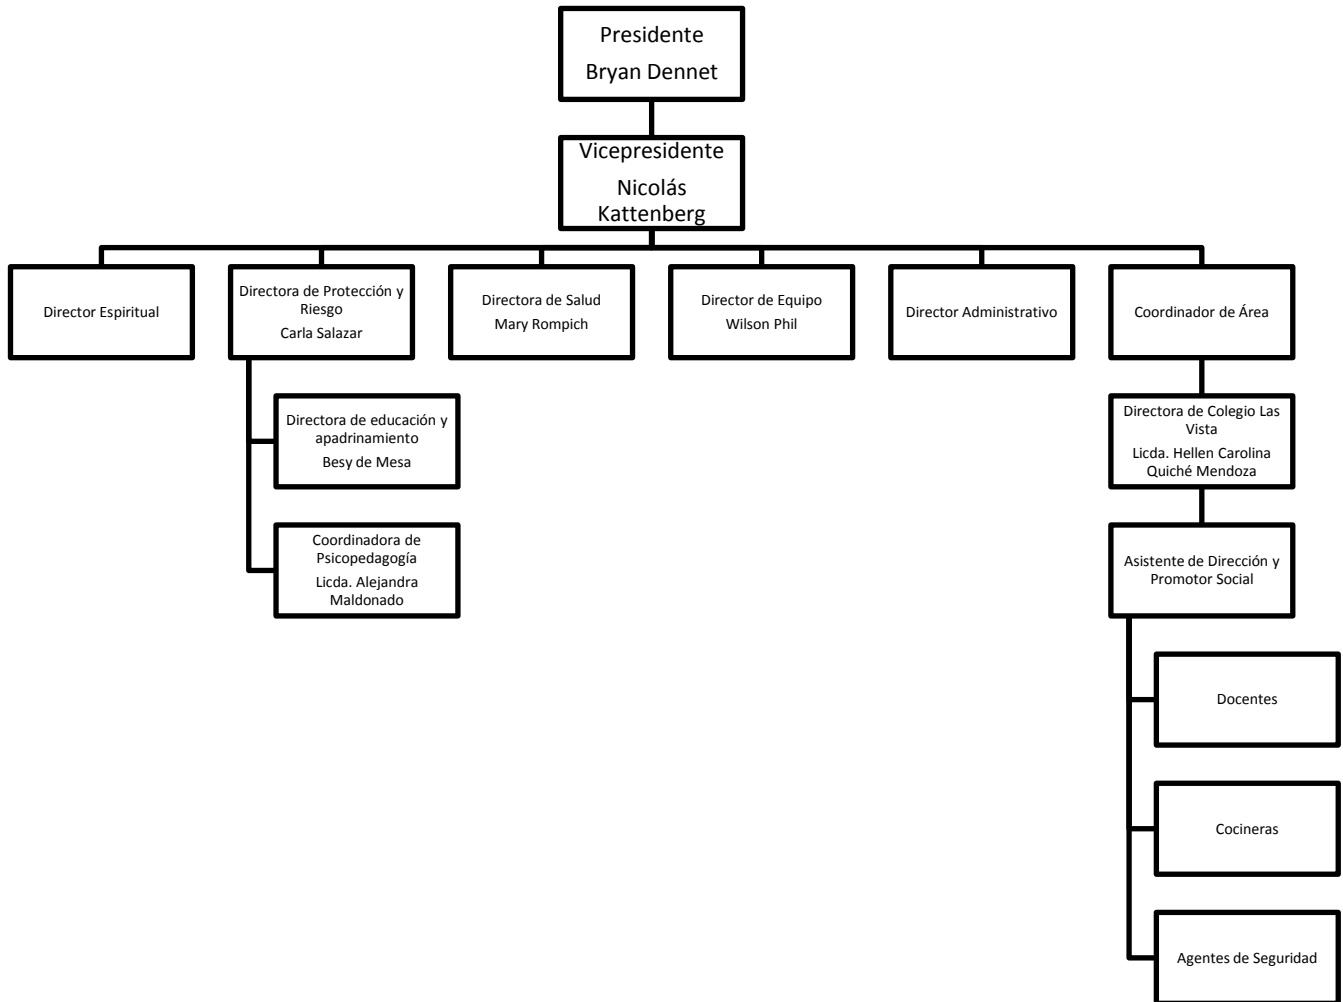 Presidente
Bryan Dennet
Vicepresidente
Nicolás
Kattenberg
Director Espiritual
Directora de Protección y
Riesgo
Carla Salazar
Directora de Salud
Mary Rompich
Director de Equipo
Wilson Phil
Director Administrativo
Coordinador de Área
Directora de educación y
apadrinamiento
Besy de Mesa
Directora de Colegio Las
Vista
Licda. Hellen Carolina
Quiché Mendoza
Coordinadora de
Psicopedagogía
Licda. Alejandra
Maldonado
Asistente de Dirección y
Promotor Social
Docentes
Cocineras
Agentes de Seguridad